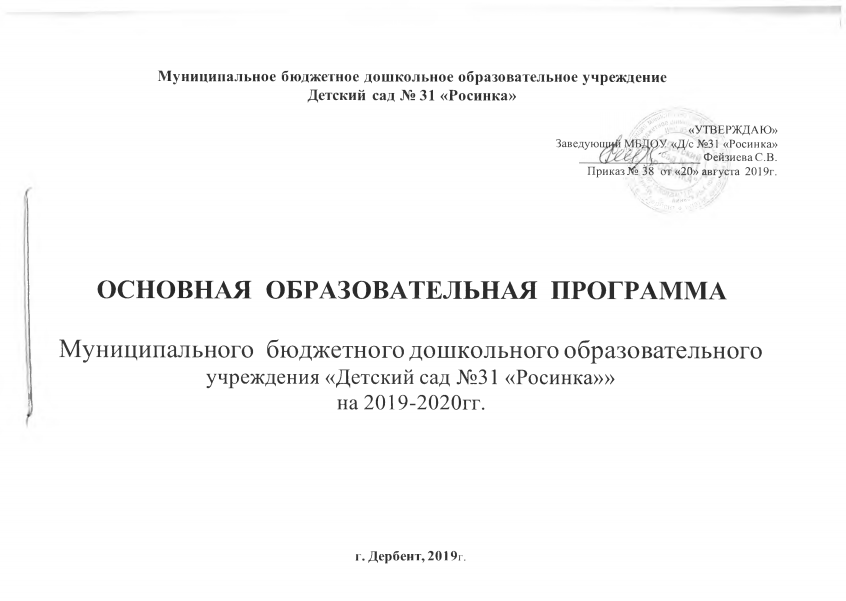 Муниципальное бюджетное дошкольное образовательное учреждение
Детский сад № 31 «Росинка»
«УТВЕРЖДАЮ»
Заведующий МБДОУ «Д/с №31 «Росинка»
Фейзиева С.В.
Приказ № 38 от «20» августа 2019г.
ОСНОВНАЯ ОБРАЗОВАТЕЛЬНАЯ ПРОГРАММА
Муниципального бюджетного дошкольного образовательного
учреждения «Детский сад №31 «Росинка»»
на 2019-2020гг.
г. Дербент, 2019г.